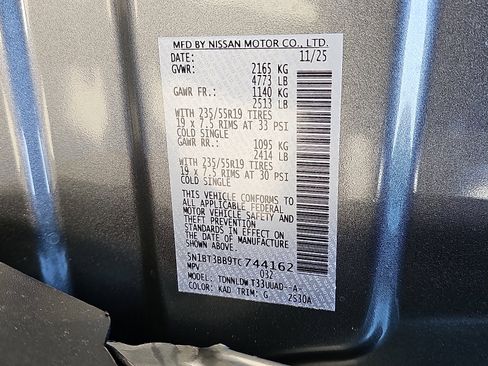 MFD BY NISSAN MOTOR CO., LTD.
DATE: 11/25
GVWR: 2165 KG
4773 LB
GAWR FR.: 1140 KG
2513 LB
WITH 235/55R19 TIRES
19 x 7.5 RIMS AT 33 PSI
COLD SINGLE
GAWR RR.: 1095 KG
2414 LB
WITH 235/55R19 TIRES
19 x 7.5 RIMS AT 30 PSI
COLD SINGLE
THIS VEHICLE CONFORMS TO
ALL APPLICABLE FEDERAL
MOTOR VEHICLE SAFETY AND
THEFT PREVENTION
STANDARDS IN EFFECT ON
THE DATE OF MANUFACTURE
SHOWN ABOVE.
5N1BT3BB9TC744162
MPV 032
MODEL: TDNNLDW T33UUAD--A-
COLOR: KAD TRIM: G 2S30A